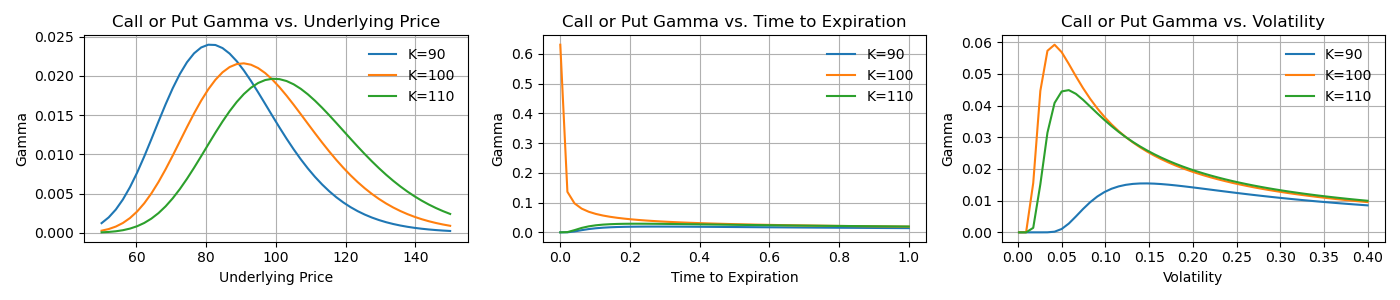 Call or Put Gamma vs. Underlying Price
Gamma
0.025
0.020
0.015
0.010
0.005
0.000
60
80
100
120
140
Underlying Price
K=90
K=100
K=110
Call or Put Gamma vs. Time to Expiration
Gamma
0.6
0.5
0.4
0.3
0.2
0.1
0.0
0.0
0.2
0.4
0.6
0.8
1.0
Time to Expiration
K=90
K=100
K=110
Call or Put Gamma vs. Volatility
Gamma
0.06
0.05
0.04
0.03
0.02
0.01
0.00
0.00
0.05
0.10
0.15
0.20
0.25
0.30
0.35
0.40
Volatility
K=90
K=100
K=110